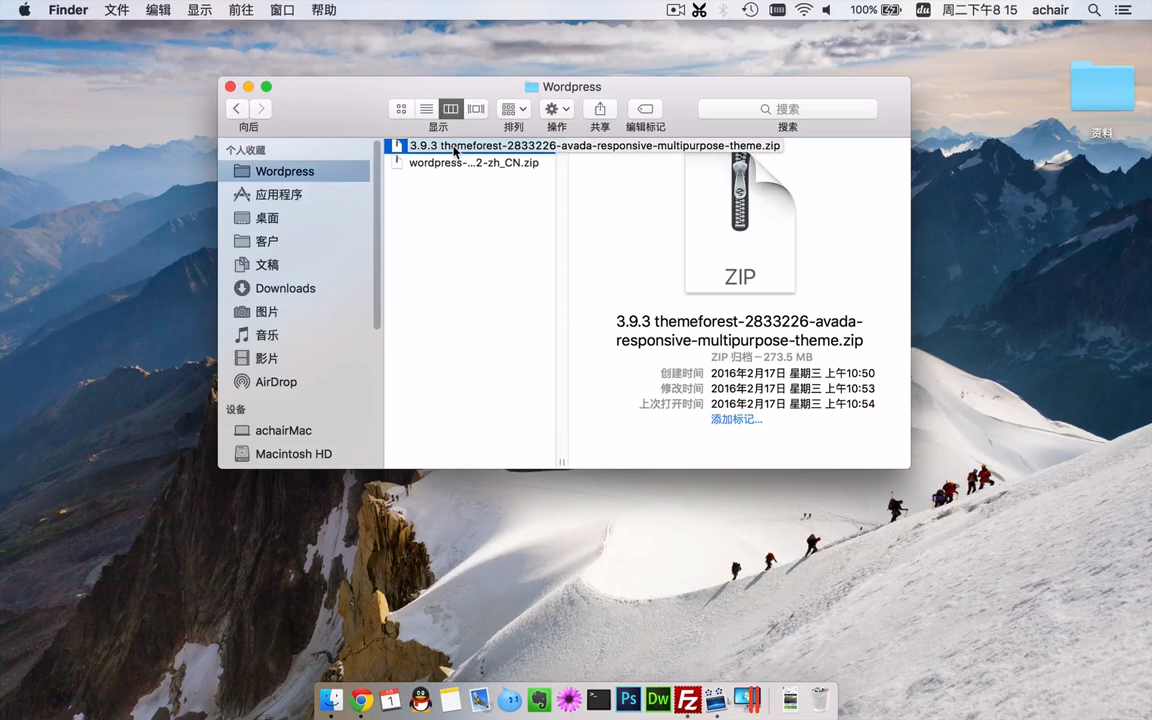 Finder 文件 编辑 显示 前往 窗口 帮助 100% du 周二下午8 15 achair
Wordpress
搜索
向后 显示 排列 操作 共享 编辑标记 搜索
个人收藏
Wordpress
应用程序
桌面
客户
文稿
Downloads
图片
音乐
影片
AirDrop
设备
achairMac
Macintosh HD
3.9.3 themeforest-2833226-avada-responsive-multipurpose-theme.zip
wordpress-...2-zh_CN.zip
ZIP
3.9.3 themeforest-2833226-avada-
responsive-multipurpose-theme.zip
ZIP 归档－273.5 MB
创建时间 2016年2月17日 星期三 上午10:50
修改时间 2016年2月17日 星期三 上午10:53
上次打开时间 2016年2月17日 星期三 上午10:54
添加标记...
资料
1
Ps
Dw
Fz